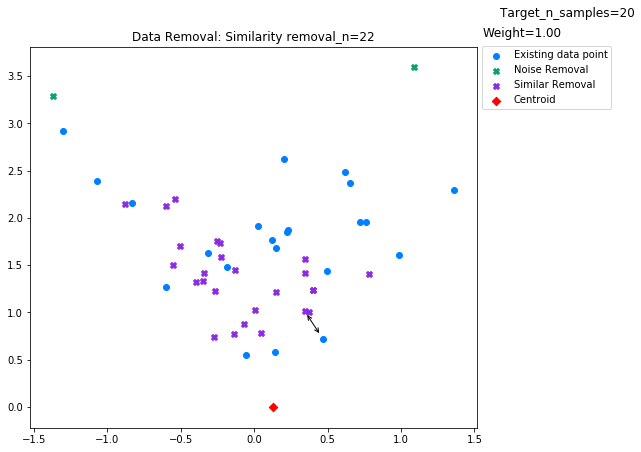 Target_n_samples=20
Weight=1.00
Data Removal: Similarity removal_n=22
Existing data point
Noise Removal
Similar Removal
Centroid
3.5
3.0
2.5
2.0
1.5
1.0
0.5
0.0
−1.5 −1.0 −0.5 0.0 0.5 1.0 1.5